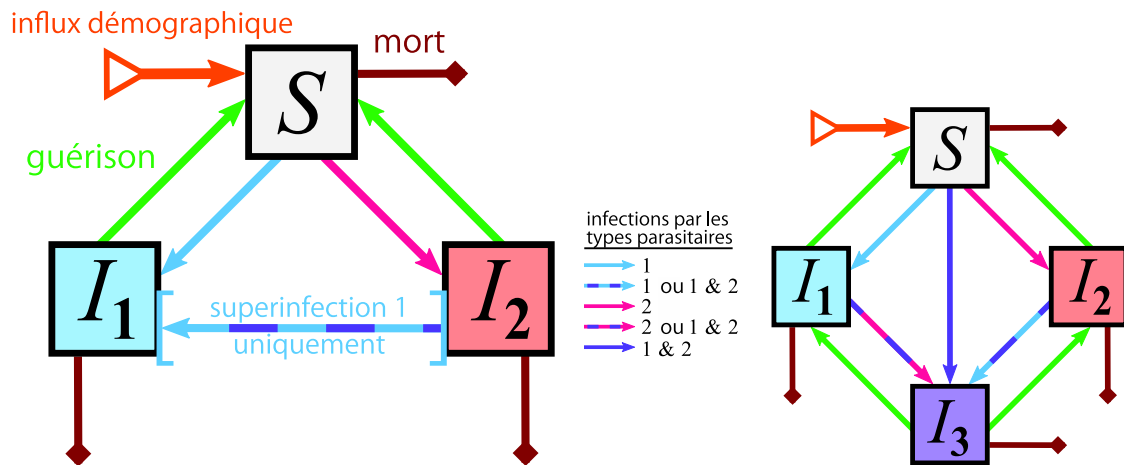 influx démographique
mort
S
guérison
I1
superinfection 1
uniquement
I2
infections par les
types parasitaires
1
1 ou 1 & 2
2
2 ou 1 & 2
1 & 2
S
I1
I2
I3